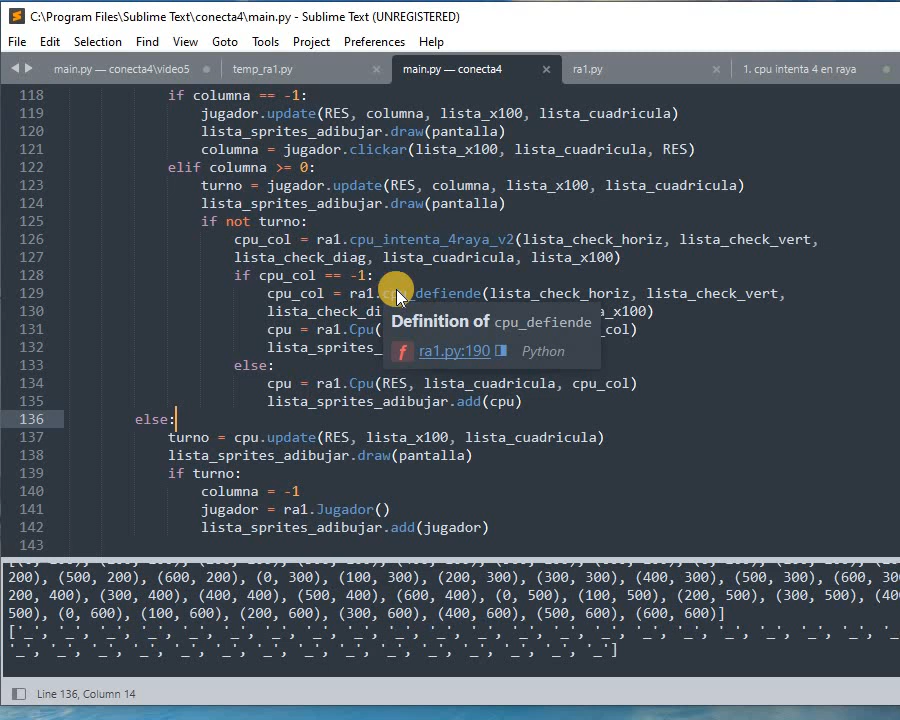 C:\Program Files\Sublime Text\conecta4\main.py - Sublime Text (UNREGISTERED)
File Edit Selection Find View Goto Tools Project Preferences Help
main.py — conecta4\video5 temp_ra1.py main.py — conecta4 ra1.py 1. cpu intenta 4 en raya
118 if columna == -1:
119 jugador.update(RES, columna, lista_x100, lista_cuadricula)
120 lista_sprites_adibujar.draw(pantalla)
121 columna = jugador.clickar(lista_x100, lista_cuadricula, RES)
122 elif columna >= 0:
123 turno = jugador.update(RES, columna, lista_x100, lista_cuadricula)
124 lista_sprites_adibujar.draw(pantalla)
125 if not turno:
126 cpu_col = ra1.cpu_intenta_4raya_v2(lista_check_horiz, lista_check_vert,
127 lista_check_diag, lista_cuadricula, lista_x100)
128 if cpu_col == -1:
129 cpu_col = ra1.cpu_defiende(lista_check_horiz, lista_check_vert,
130 lista_check_di a_x100)
131 cpu = ra1.Cpu( col)
132 lista_sprites_
Definition of cpu_defiende
f ra1.py:190 Python
133 else:
134 cpu = ra1.Cpu(RES, lista_cuadricula, cpu_col)
135 lista_sprites_adibujar.add(cpu)
136 else:
137 turno = cpu.update(RES, lista_x100, lista_cuadricula)
138 lista_sprites_adibujar.draw(pantalla)
139 if turno:
140 columna = -1
141 jugador = ra1.Jugador()
142 lista_sprites_adibujar.add(jugador)
143
200), (500, 200), (600, 200), (0, 300), (100, 300), (200, 300), (300, 300), (400, 300), (500, 300), (600, 30
200, 400), (300, 400), (400, 400), (500, 400), (600, 400), (0, 500), (100, 500), (200, 500), (300, 500), (40
500), (0, 600), (100, 600), (200, 600), (300, 600), (400, 600), (500, 600), (600, 600)]
['_', '_', '_', '_', '_', '_', '_', '_', '_', '_', '_', '_', '_', '_', '_', '_', '_', '_', '_', '_', '_', '_
'_', '_', '_', '_', '_', '_', '_', '_', '_', '_', '_', '_', '_', '_', '_']
Line 136, Column 14